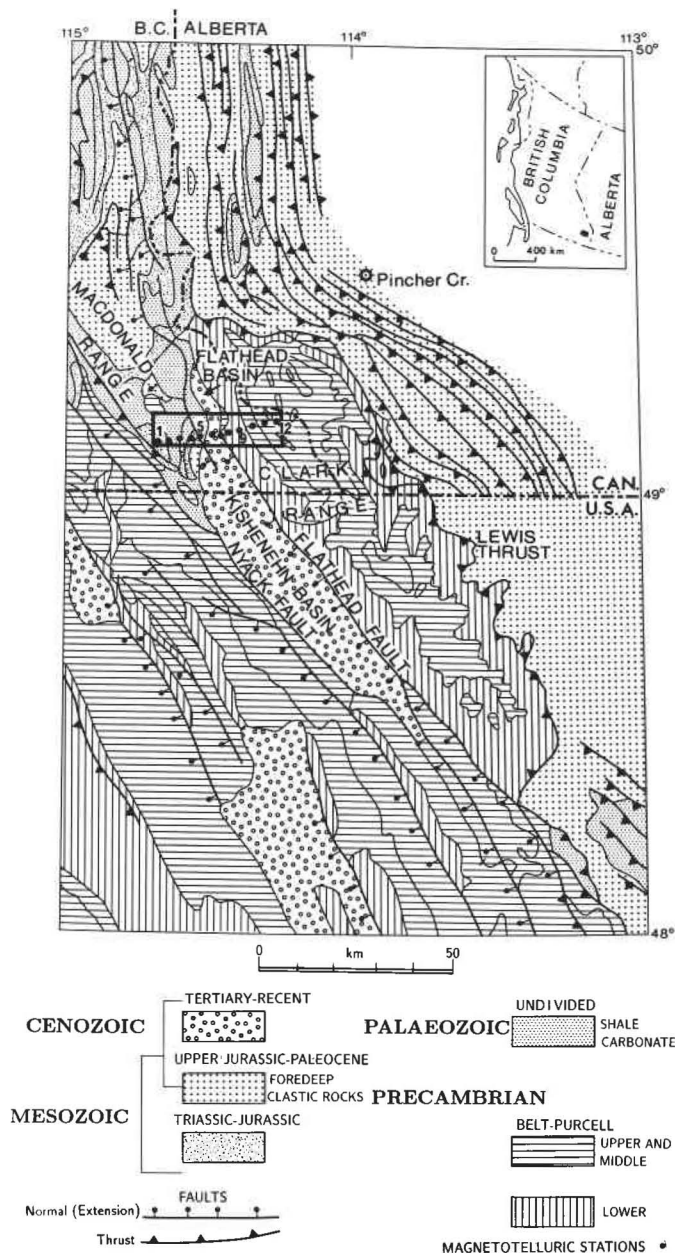 115°
B.C. ALBERTA
114°
113°
50°
BRITISH
COLUMBIA
ALBERTA
0 400 km
Pincher Cr.
MACDONALD
RANGE
FLATHEAD
BASIN
1 5 9 12
CLARK
RANGE
CAN.
49°
U.S.A.
LEWIS
THRUST
KISHENEHN BASIN
FLATHEAD FAULT
NYACK FAULT
48°
0 50
km
CENOZOIC
TERTIARY-RECENT
UPPER JURASSIC-PALEOCENE
FOREDEEP
CLASTIC ROCKS
MESOZOIC
TRIASSIC-JURASSIC
FAULTS
Normal (Extension)
Thrust
UNDIVIDED
PALAEOZOIC
SHALE
CARBONATE
PRECAMBRIAN
BELT-PURCELL
UPPER AND
MIDDLE
LOWER
MAGNETOTELLURIC STATIONS